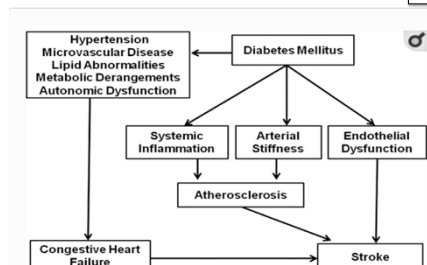 Hypertension
Microvascular Disease
Lipid Abnormalities
Metabolic Derangements
Autonomic Dysfunction
Diabetes Mellitus
Systemic
Inflammation
Arterial
Stiffness
Endothelial
Dysfunction
Atherosclerosis
Congestive Heart
Failure
Stroke